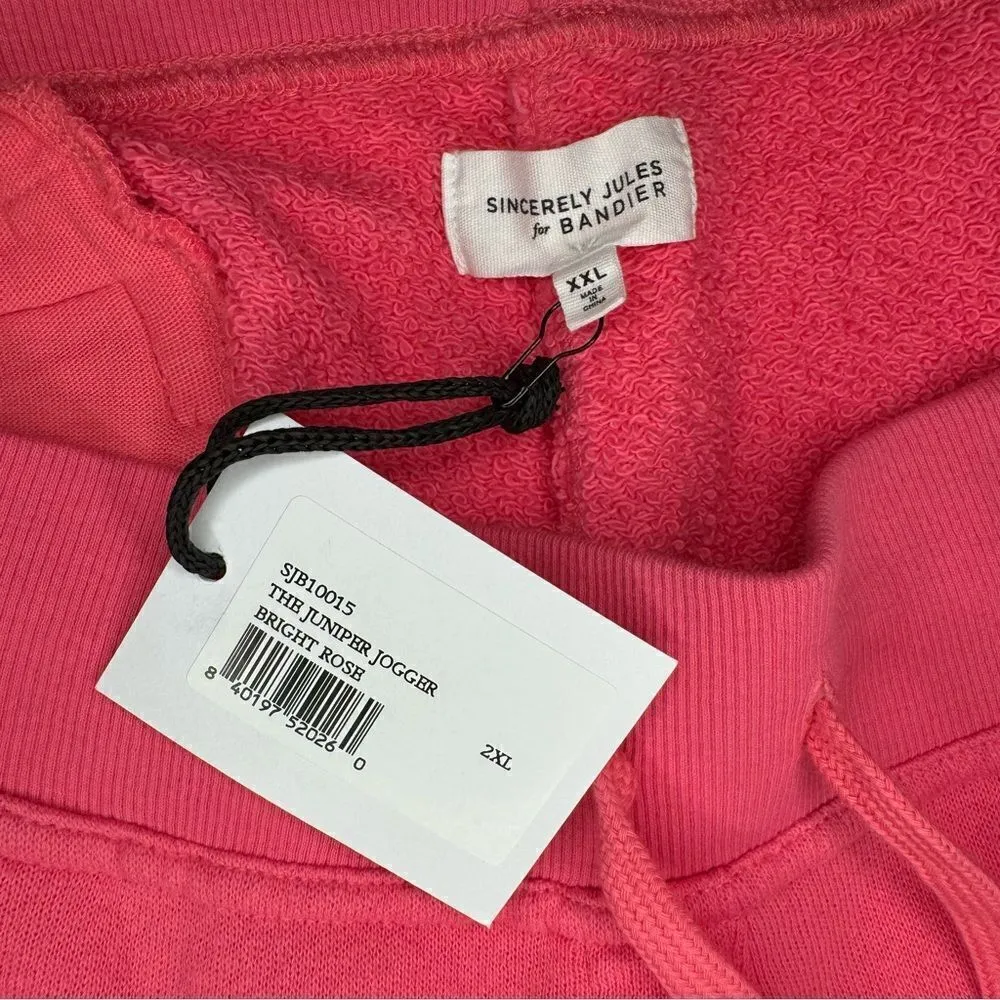 SINCERELY JULES
for BANDIER
XXL
MADE
IN
CHINA
SJB10015
THE JUNIPER JOGGER
BRIGHT ROSE
8 40197 52026 0
2XL